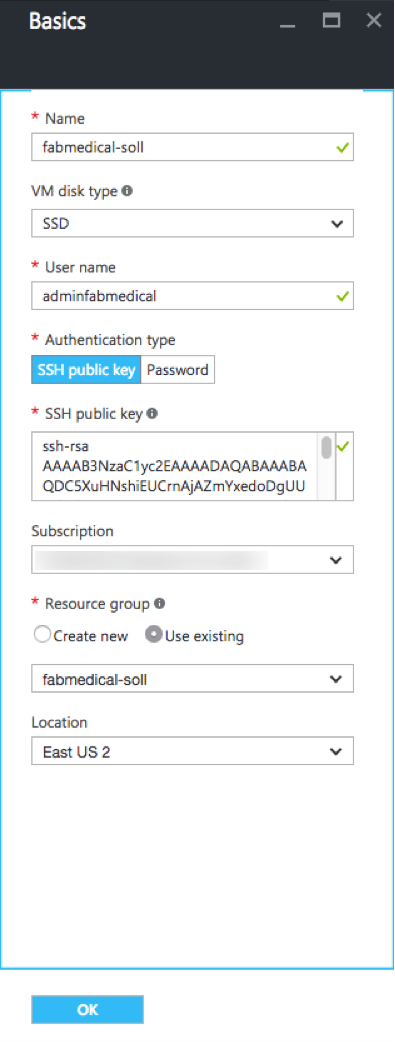 Basics
* Name
fabmedical-soll
VM disk type
SSD
* User name
adminfabmedical
* Authentication type
SSH public key Password
* SSH public key
ssh-rsa
AAAAB3NzaC1yc2EAAAADAQABAAABA
QDC5XuHNshiEUCrnAjAZmYxedoDgUU
Subscription
* Resource group
Create new Use existing
fabmedical-soll
Location
East US 2
OK